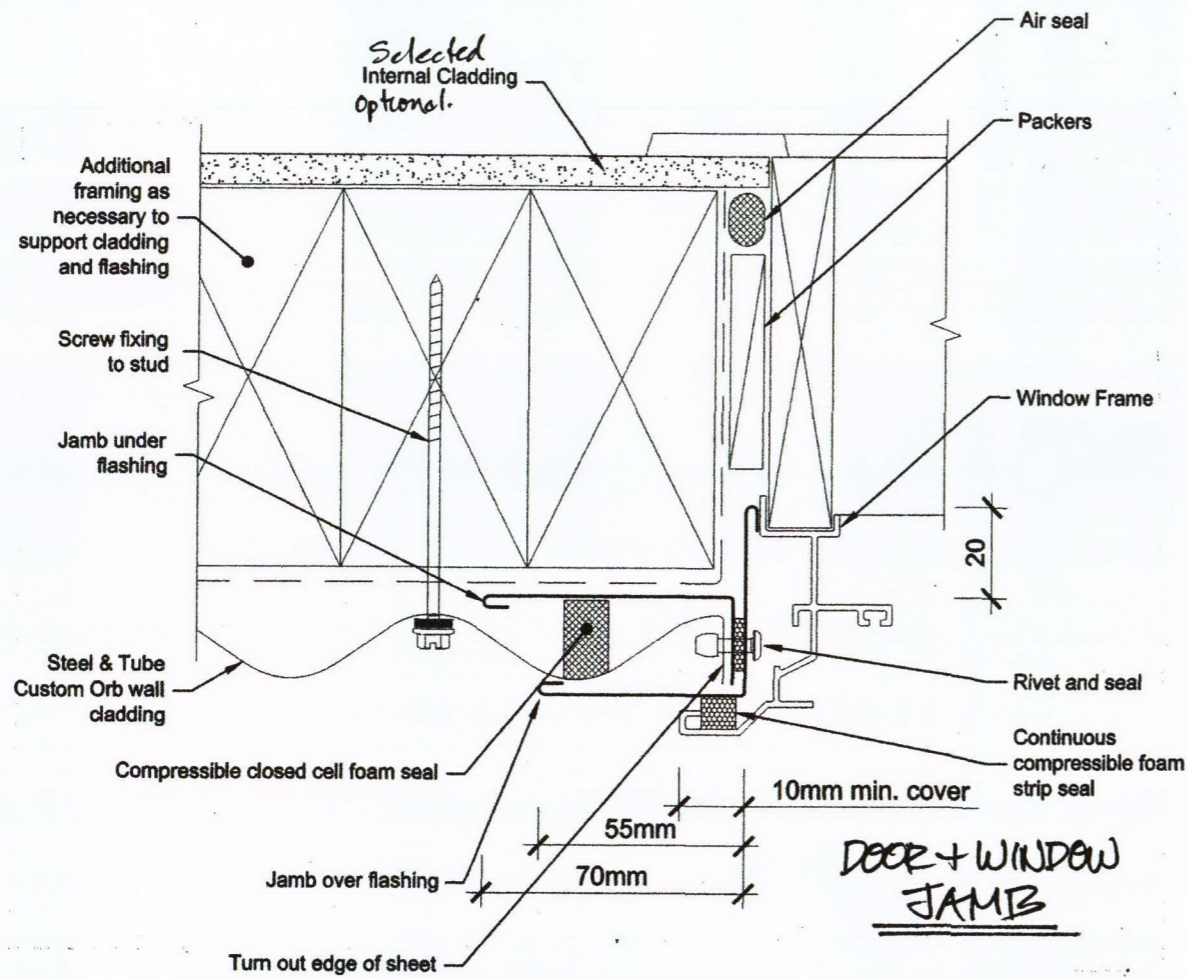 Air seal
Selected
Internal Cladding
Optional.
Packers
Additional
framing as
necessary to
support cladding
and flashing
Screw fixing
to stud
Window Frame
Jamb under
flashing
20
Steel & Tube
Custom Orb wall
cladding
Rivet and seal
Compressible closed cell foam seal
Continuous
compressible foam
strip seal
10mm min. cover
55mm
70mm
Jamb over flashing
DOOR + WINDOW
JAMB
Turn out edge of sheet